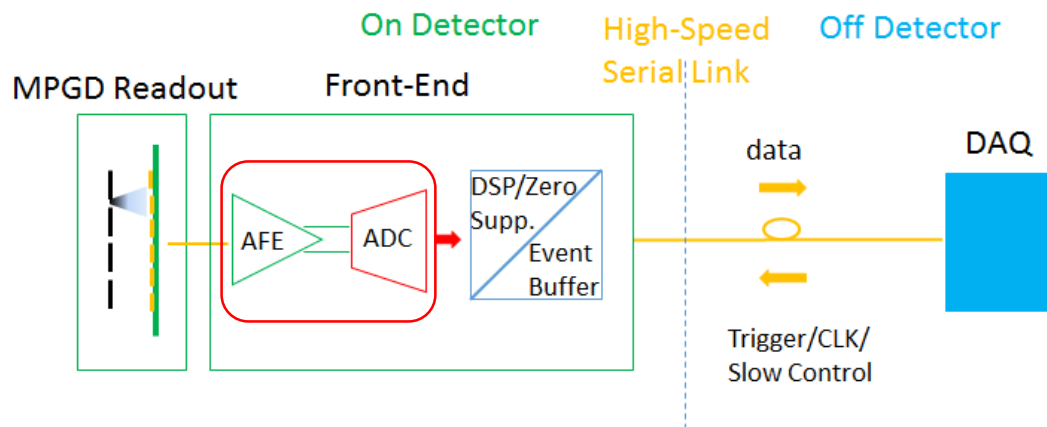 On Detector
High-Speed
Serial Link
Off Detector
MPGD Readout
Front-End
AFE
ADC
DSP/Zero
Supp.
Event
Buffer
data
DAQ
Trigger/CLK/
Slow Control